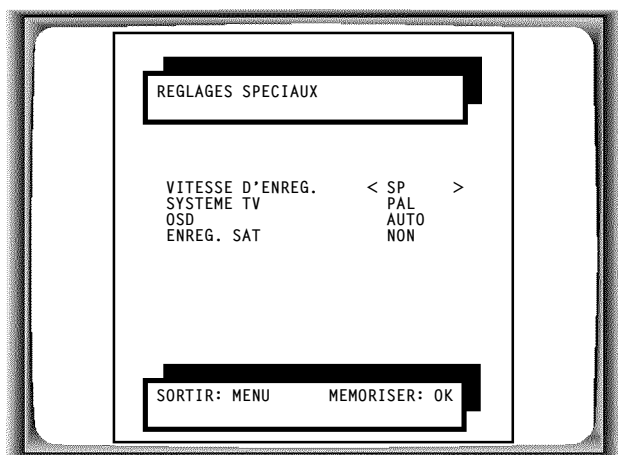 REGLAGES SPECIAUX
VITESSE D'ENREG. < SP >
SYSTEME TV PAL
OSD AUTO
ENREG. SAT NON
SORTIR: MENU MEMORISER: OK